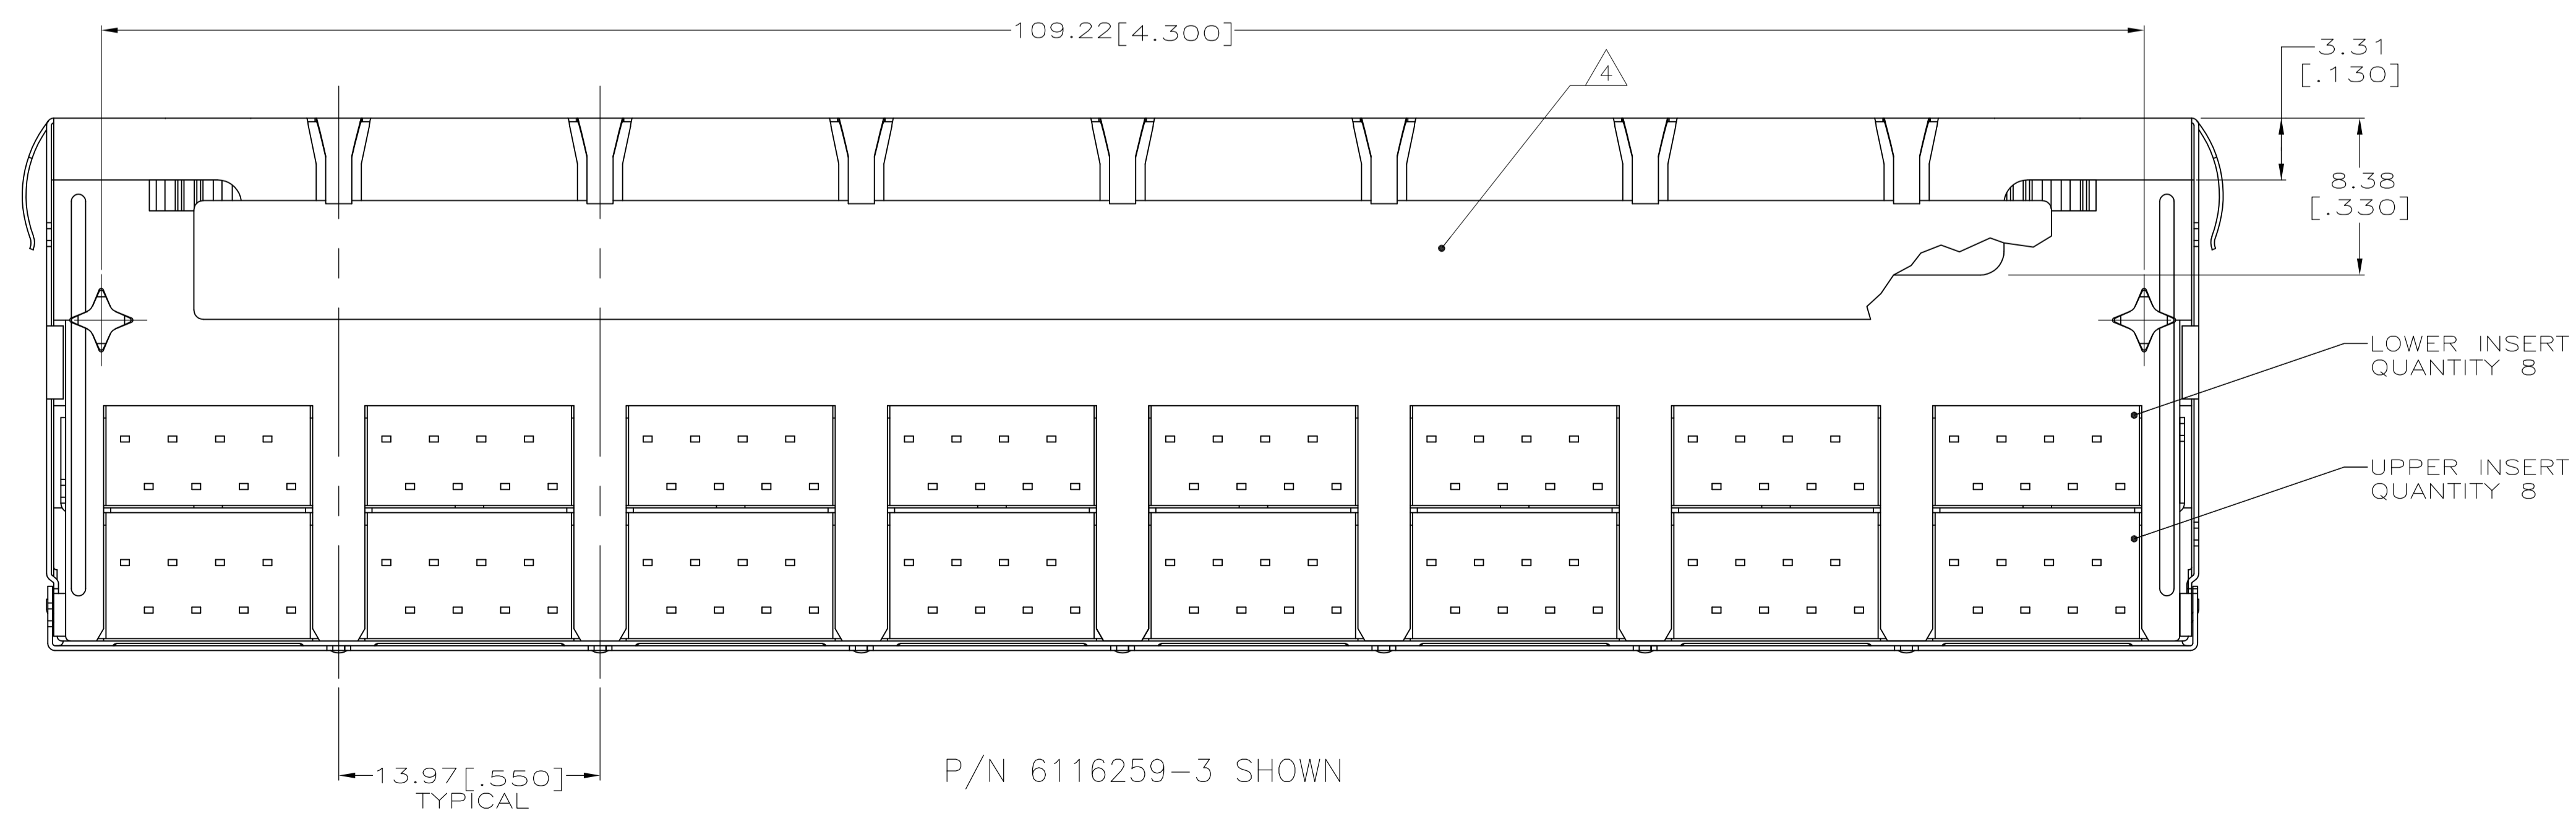 109.22[4.300]
4
3.31
[.130]
8.38
[.330]
LOWER INSERT
QUANTITY 8
UPPER INSERT
QUANTITY 8
13.97[.550]
TYPICAL
P/N 6116259-3 SHOWN